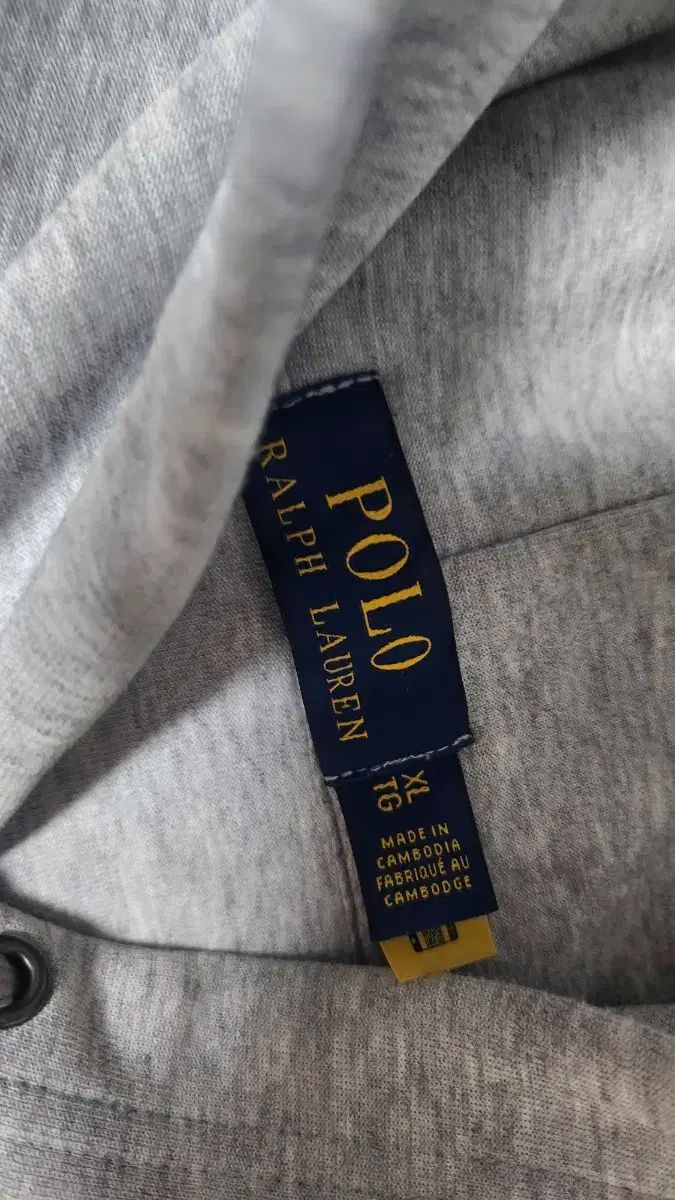 POLO
RALPH LAUREN
XL
TG
MADE IN
CAMBODIA
FABRIQUÉ AU
CAMBODGE